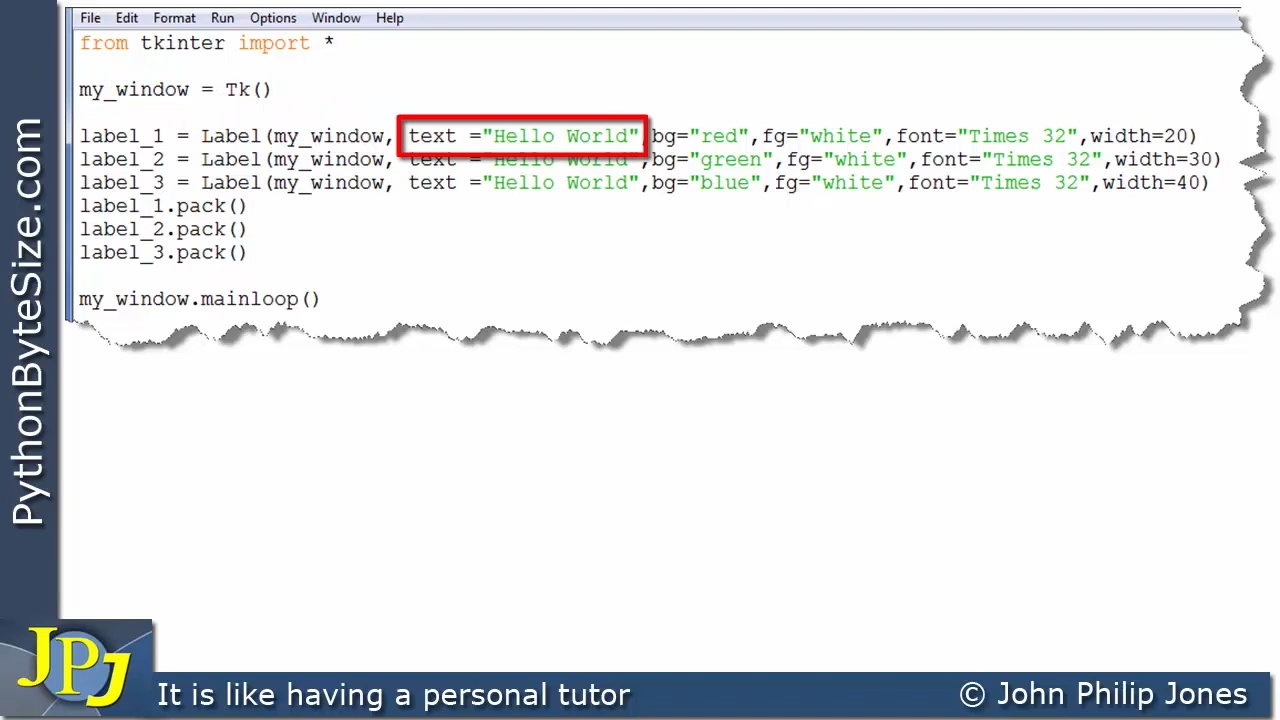 File Edit Format Run Options Window Help
from tkinter import *
my_window = Tk()
label_1 = Label(my_window, text ="Hello World",bg="red",fg="white",font="Times 32",width=20)
label_2 = Label(my_window, text ="Hello World",bg="green",fg="white",font="Times 32",width=30)
label_3 = Label(my_window, text ="Hello World",bg="blue",fg="white",font="Times 32",width=40)
label_1.pack()
label_2.pack()
label_3.pack()
my_window.mainloop()
PythonByteSize.com
JPJ
It is like having a personal tutor
© John Philip Jones